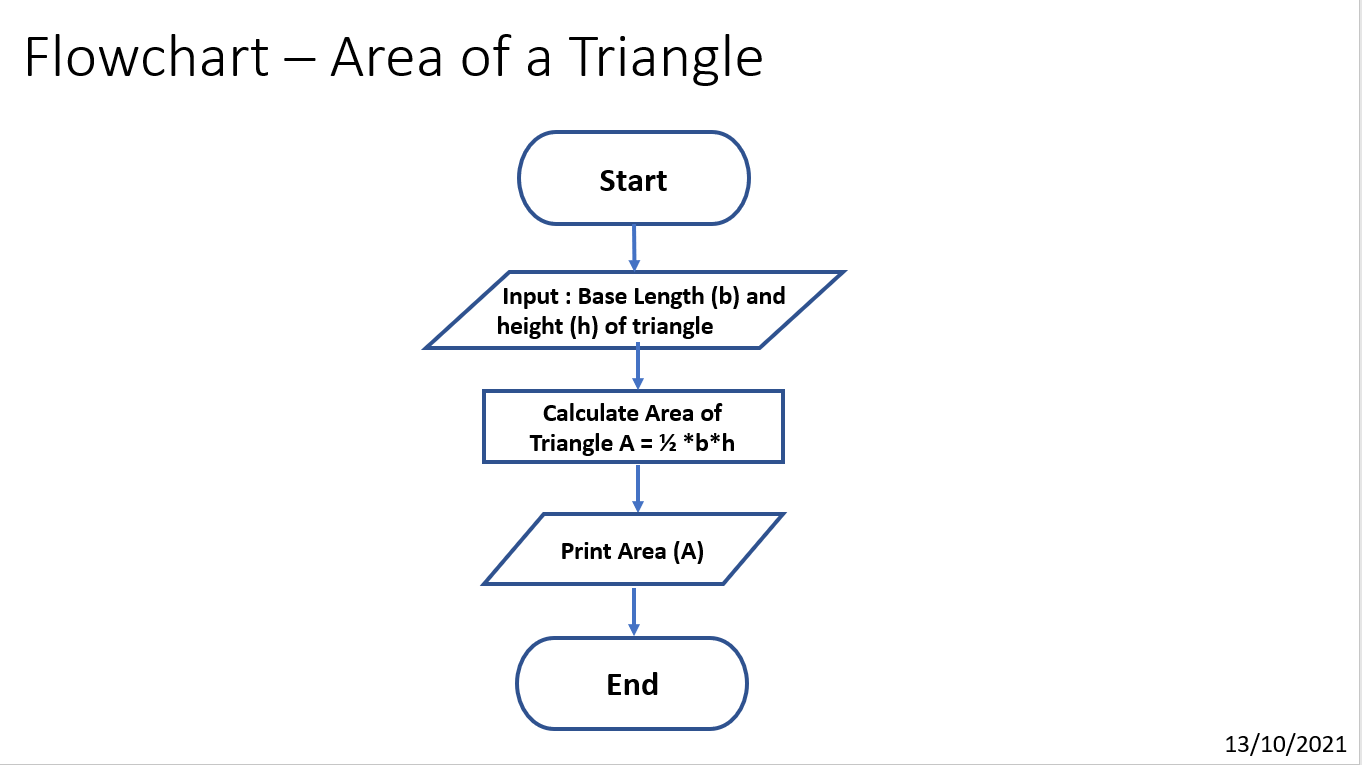 Flowchart – Area of a Triangle
Start
Input : Base Length (b) and
height (h) of triangle
Calculate Area of
Triangle A = ½ *b*h
Print Area (A)
End
13/10/2021